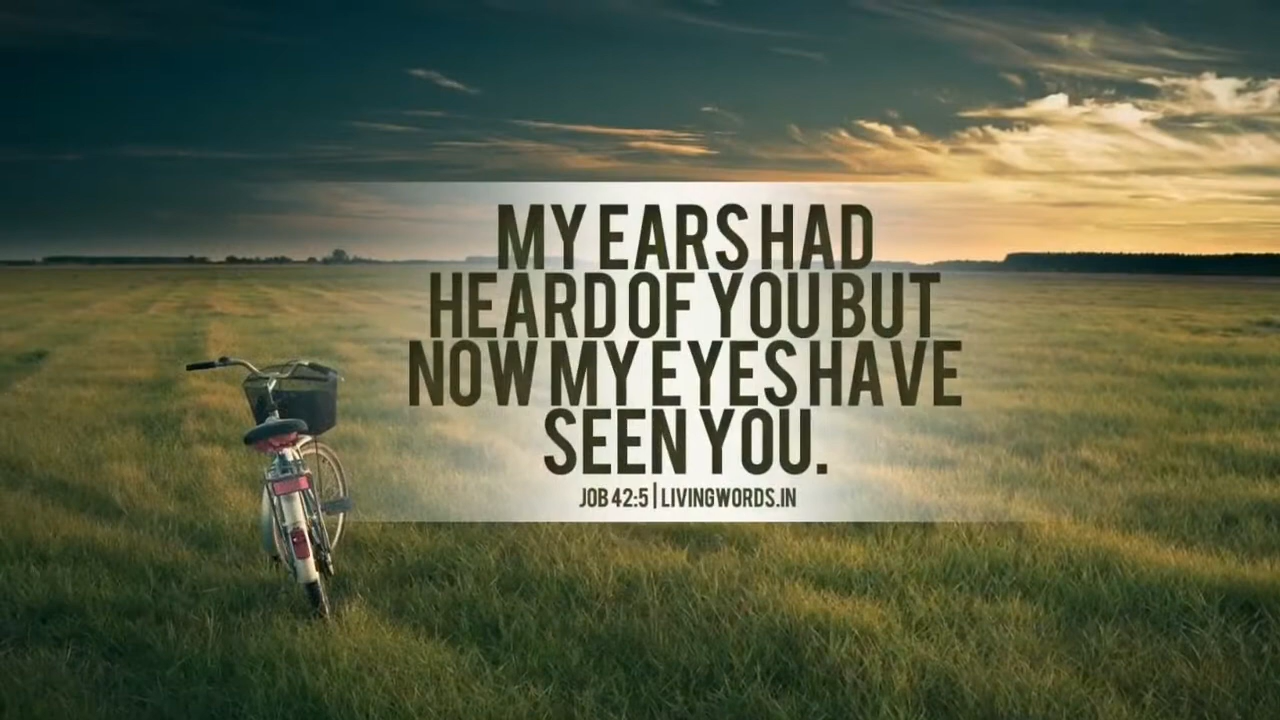 MY EARS HAD
HEARD OF YOU BUT
NOW MY EYES HAVE
SEEN YOU.
JOB 42:5 | LIVINGWORDS.IN